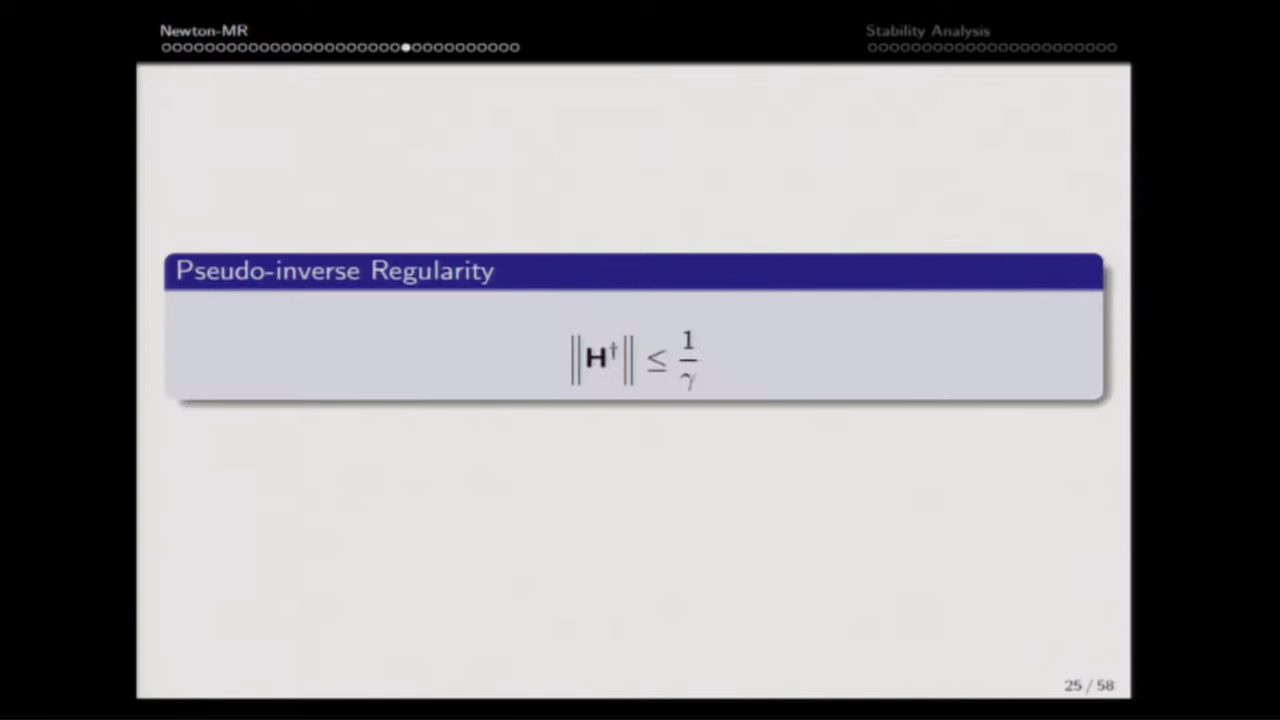 Newton-MR
Stability Analysis
Pseudo-inverse Regularity
‖H†‖ ≤ 1/γ
25 / 58